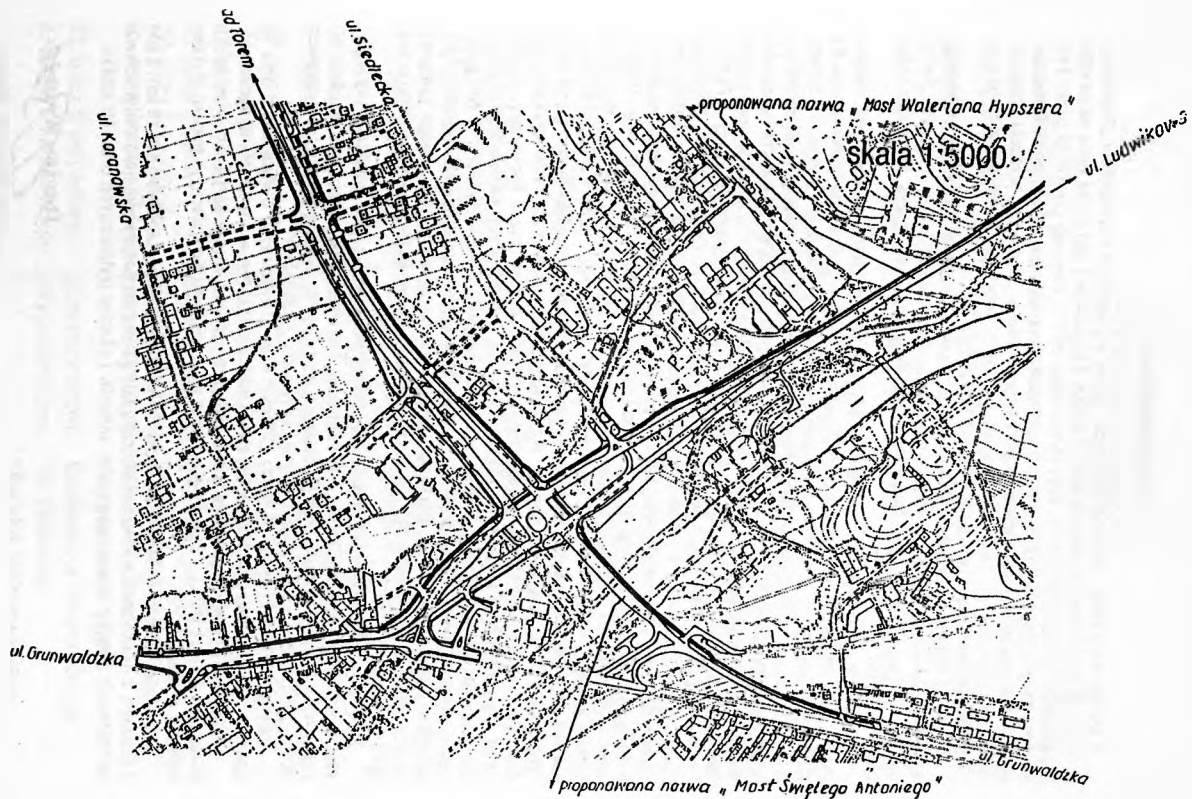 ul. Siedlecka
ul. Koronowska
proponowana nazwa „Most Waleriana Hypszera"
skala 1:5000
ul. Grunwaldzka
ul. Grunwaldzka
proponowana nazwa „Most Świętego Antoniego"